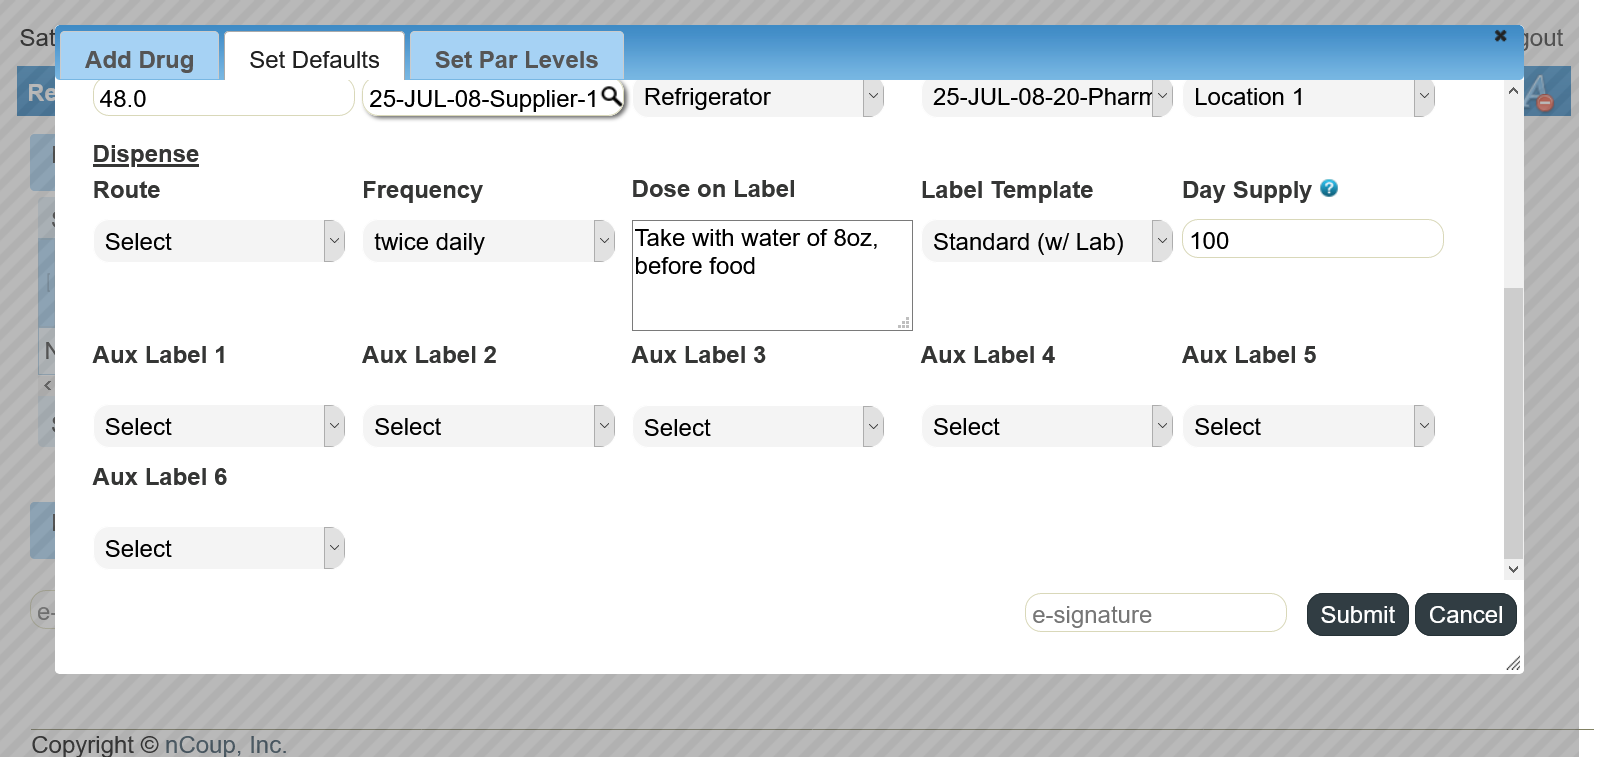 Sat
gout
Add Drug
Set Defaults
Set Par Levels
Re
48.0
25-JUL-08-Supplier-1
Refrigerator
25-JUL-08-20-Pharm
Location 1
Dispense
Route
Frequency
Dose on Label
Label Template
Day Supply
Select
twice daily
Take with water of 8oz,
before food
Standard (w/ Lab)
100
Aux Label 1
Aux Label 2
Aux Label 3
Aux Label 4
Aux Label 5
Select
Select
Select
Select
Select
Aux Label 6
Select
e-
e-signature
Submit
Cancel
Copyright © nCoup, Inc.